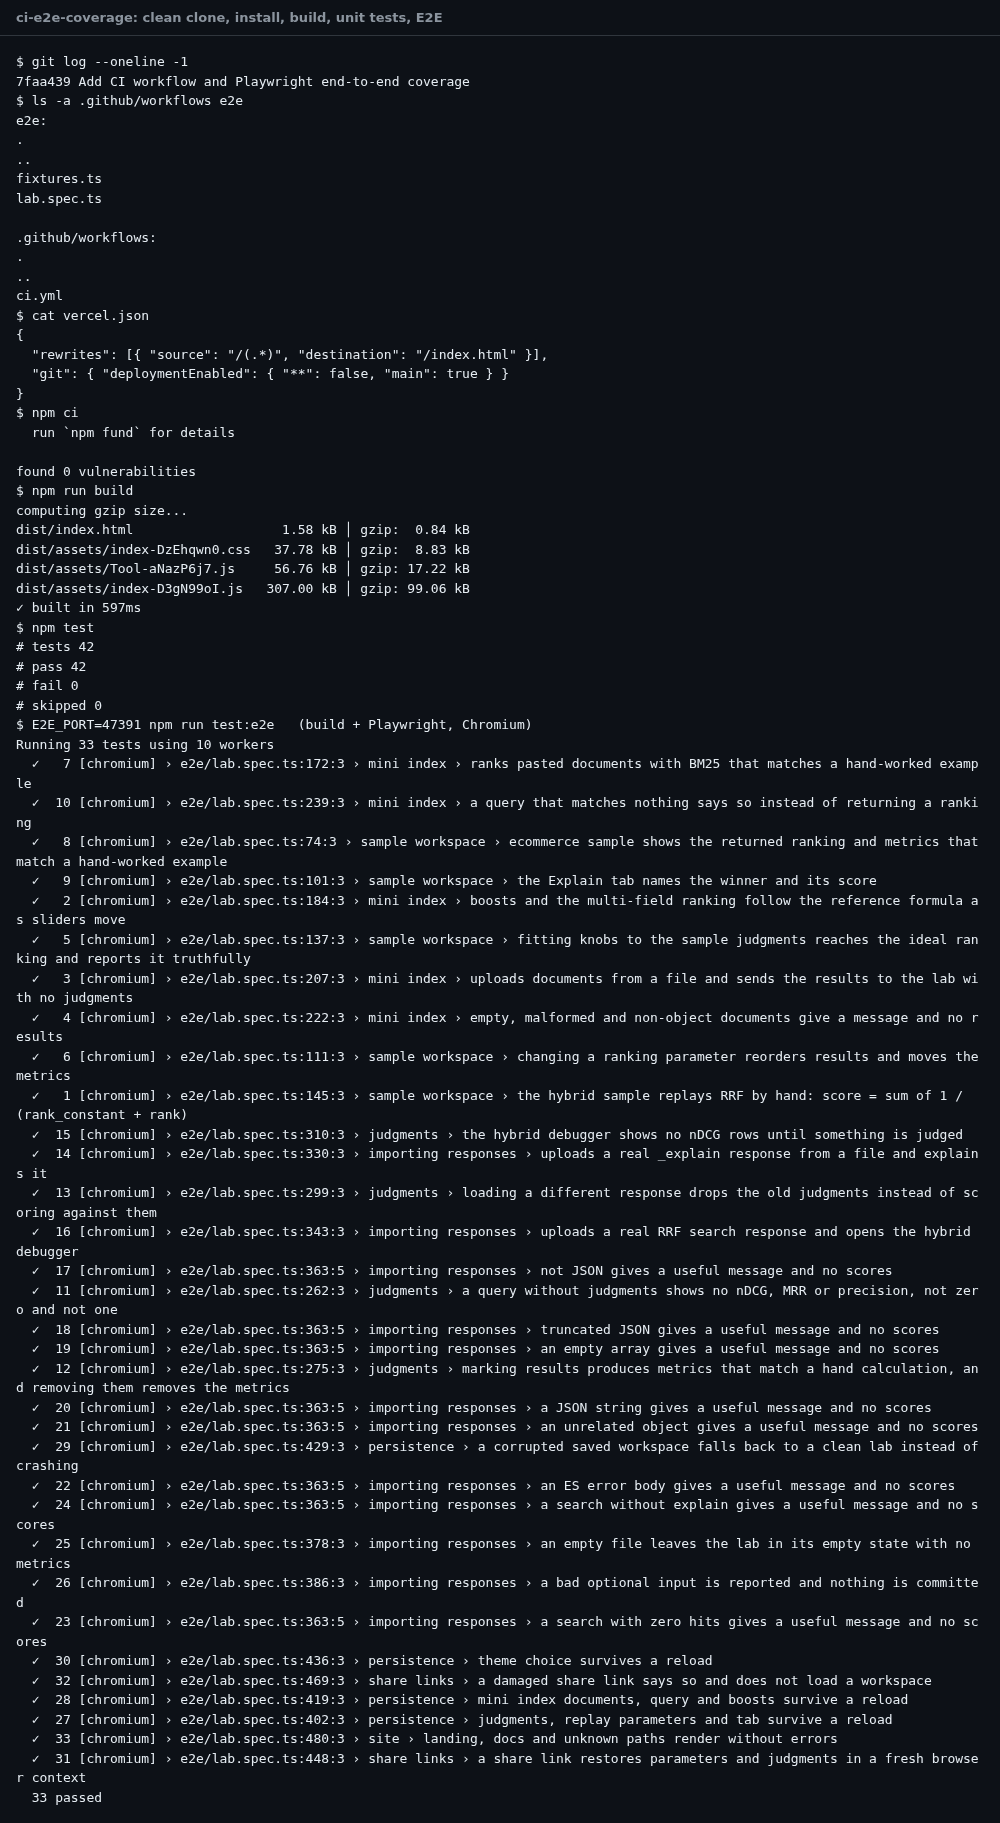 ci-e2e-coverage: clean clone, install, build, unit tests, E2E
$ git log --oneline -1
7faa439 Add CI workflow and Playwright end-to-end coverage
$ ls -a .github/workflows e2e
e2e:
.
..
fixtures.ts
lab.spec.ts

.github/workflows:
.
..
ci.yml
$ cat vercel.json
{
  "rewrites": [{ "source": "/(.*)", "destination": "/index.html" }],
  "git": { "deploymentEnabled": { "**": false, "main": true } }
}
$ npm ci
  run `npm fund` for details

found 0 vulnerabilities
$ npm run build
computing gzip size...
dist/index.html                   1.58 kB │ gzip:  0.84 kB
dist/assets/index-DzEhqwn0.css   37.78 kB │ gzip:  8.83 kB
dist/assets/Tool-aNazP6j7.js     56.76 kB │ gzip: 17.22 kB
dist/assets/index-D3gN99oI.js   307.00 kB │ gzip: 99.06 kB
✓ built in 597ms
$ npm test
# tests 42
# pass 42
# fail 0
# skipped 0
$ E2E_PORT=47391 npm run test:e2e   (build + Playwright, Chromium)
Running 33 tests using 10 workers
  ✓   7 [chromium] › e2e/lab.spec.ts:172:3 › mini index › ranks pasted documents with BM25 that matches a hand-worked examp
le
  ✓  10 [chromium] › e2e/lab.spec.ts:239:3 › mini index › a query that matches nothing says so instead of returning a ranki
ng
  ✓   8 [chromium] › e2e/lab.spec.ts:74:3 › sample workspace › ecommerce sample shows the returned ranking and metrics that
match a hand-worked example
  ✓   9 [chromium] › e2e/lab.spec.ts:101:3 › sample workspace › the Explain tab names the winner and its score
  ✓   2 [chromium] › e2e/lab.spec.ts:184:3 › mini index › boosts and the multi-field ranking follow the reference formula a
s sliders move
  ✓   5 [chromium] › e2e/lab.spec.ts:137:3 › sample workspace › fitting knobs to the sample judgments reaches the ideal ran
king and reports it truthfully
  ✓   3 [chromium] › e2e/lab.spec.ts:207:3 › mini index › uploads documents from a file and sends the results to the lab wi
th no judgments
  ✓   4 [chromium] › e2e/lab.spec.ts:222:3 › mini index › empty, malformed and non-object documents give a message and no r
esults
  ✓   6 [chromium] › e2e/lab.spec.ts:111:3 › sample workspace › changing a ranking parameter reorders results and moves the
metrics
  ✓   1 [chromium] › e2e/lab.spec.ts:145:3 › sample workspace › the hybrid sample replays RRF by hand: score = sum of 1 /
(rank_constant + rank)
  ✓  15 [chromium] › e2e/lab.spec.ts:310:3 › judgments › the hybrid debugger shows no nDCG rows until something is judged
  ✓  14 [chromium] › e2e/lab.spec.ts:330:3 › importing responses › uploads a real _explain response from a file and explain
s it
  ✓  13 [chromium] › e2e/lab.spec.ts:299:3 › judgments › loading a different response drops the old judgments instead of sc
oring against them
  ✓  16 [chromium] › e2e/lab.spec.ts:343:3 › importing responses › uploads a real RRF search response and opens the hybrid
debugger
  ✓  17 [chromium] › e2e/lab.spec.ts:363:5 › importing responses › not JSON gives a useful message and no scores
  ✓  11 [chromium] › e2e/lab.spec.ts:262:3 › judgments › a query without judgments shows no nDCG, MRR or precision, not zer
o and not one
  ✓  18 [chromium] › e2e/lab.spec.ts:363:5 › importing responses › truncated JSON gives a useful message and no scores
  ✓  19 [chromium] › e2e/lab.spec.ts:363:5 › importing responses › an empty array gives a useful message and no scores
  ✓  12 [chromium] › e2e/lab.spec.ts:275:3 › judgments › marking results produces metrics that match a hand calculation, an
d removing them removes the metrics
  ✓  20 [chromium] › e2e/lab.spec.ts:363:5 › importing responses › a JSON string gives a useful message and no scores
  ✓  21 [chromium] › e2e/lab.spec.ts:363:5 › importing responses › an unrelated object gives a useful message and no scores
  ✓  29 [chromium] › e2e/lab.spec.ts:429:3 › persistence › a corrupted saved workspace falls back to a clean lab instead of
crashing
  ✓  22 [chromium] › e2e/lab.spec.ts:363:5 › importing responses › an ES error body gives a useful message and no scores
  ✓  24 [chromium] › e2e/lab.spec.ts:363:5 › importing responses › a search without explain gives a useful message and no s
cores
  ✓  25 [chromium] › e2e/lab.spec.ts:378:3 › importing responses › an empty file leaves the lab in its empty state with no
metrics
  ✓  26 [chromium] › e2e/lab.spec.ts:386:3 › importing responses › a bad optional input is reported and nothing is committe
d
  ✓  23 [chromium] › e2e/lab.spec.ts:363:5 › importing responses › a search with zero hits gives a useful message and no sc
ores
  ✓  30 [chromium] › e2e/lab.spec.ts:436:3 › persistence › theme choice survives a reload
  ✓  32 [chromium] › e2e/lab.spec.ts:469:3 › share links › a damaged share link says so and does not load a workspace
  ✓  28 [chromium] › e2e/lab.spec.ts:419:3 › persistence › mini index documents, query and boosts survive a reload
  ✓  27 [chromium] › e2e/lab.spec.ts:402:3 › persistence › judgments, replay parameters and tab survive a reload
  ✓  33 [chromium] › e2e/lab.spec.ts:480:3 › site › landing, docs and unknown paths render without errors
  ✓  31 [chromium] › e2e/lab.spec.ts:448:3 › share links › a share link restores parameters and judgments in a fresh browse
r context
  33 passed